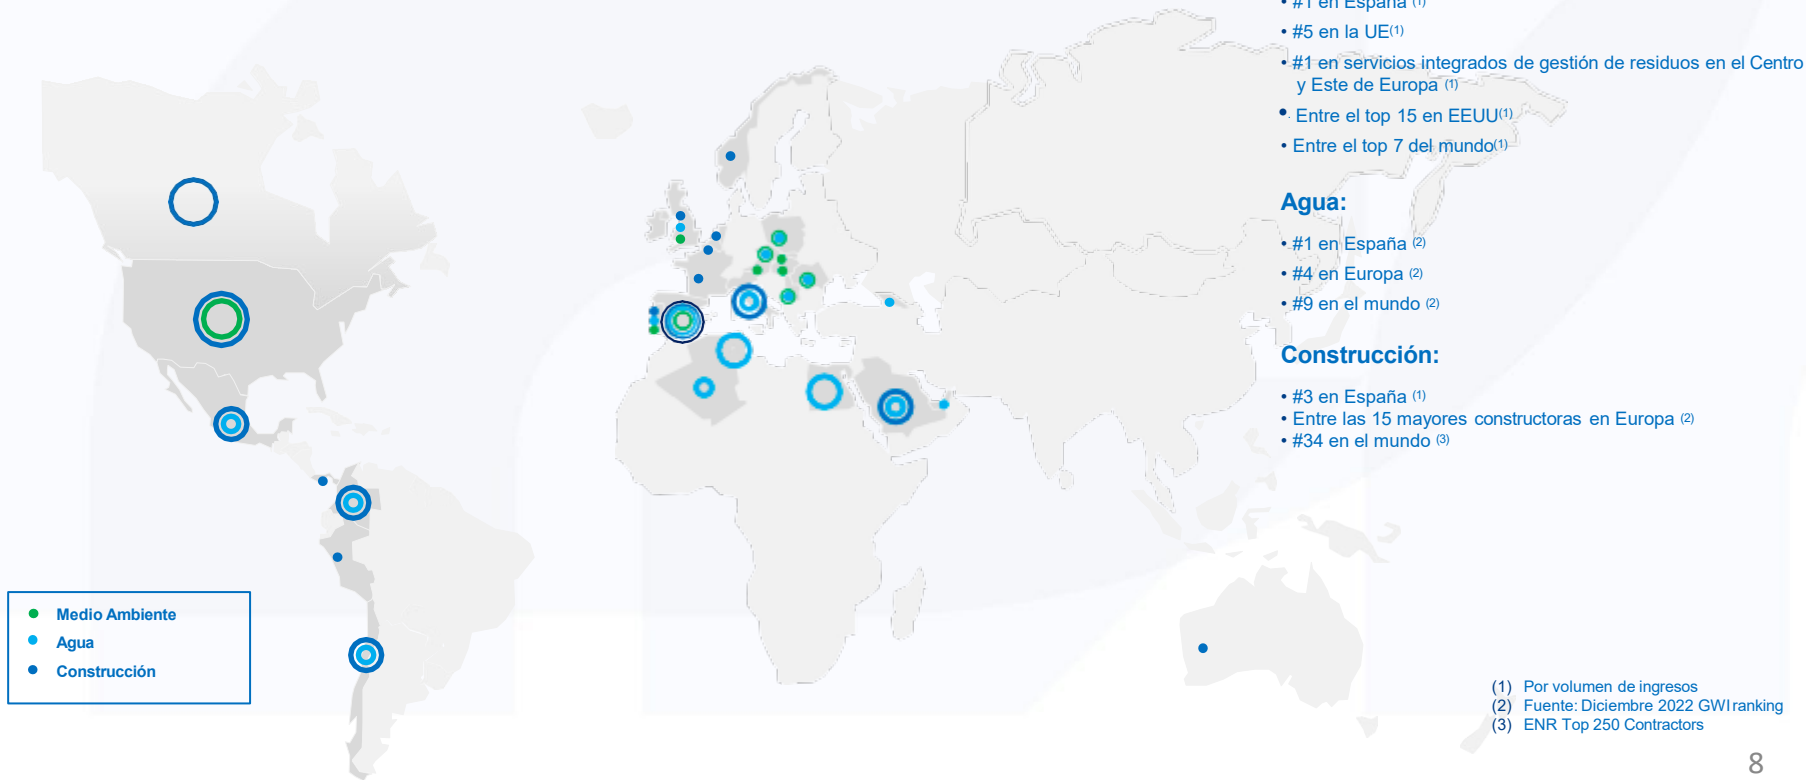 • #1 en España (1)
• #5 en la UE(1)
• #1 en servicios integrados de gestión de residuos en el Centro
y Este de Europa (1)
• Entre el top 15 en EEUU(1)
• Entre el top 7 del mundo(1)
Agua:
• #1 en España (2)
• #4 en Europa (2)
• #9 en el mundo (2)
Construcción:
• #3 en España (1)
• Entre las 15 mayores constructoras en Europa (2)
• #34 en el mundo (3)
• Medio Ambiente
• Agua
• Construcción
(1) Por volumen de ingresos
(2) Fuente: Diciembre 2022 GWI ranking
(3) ENR Top 250 Contractors
8